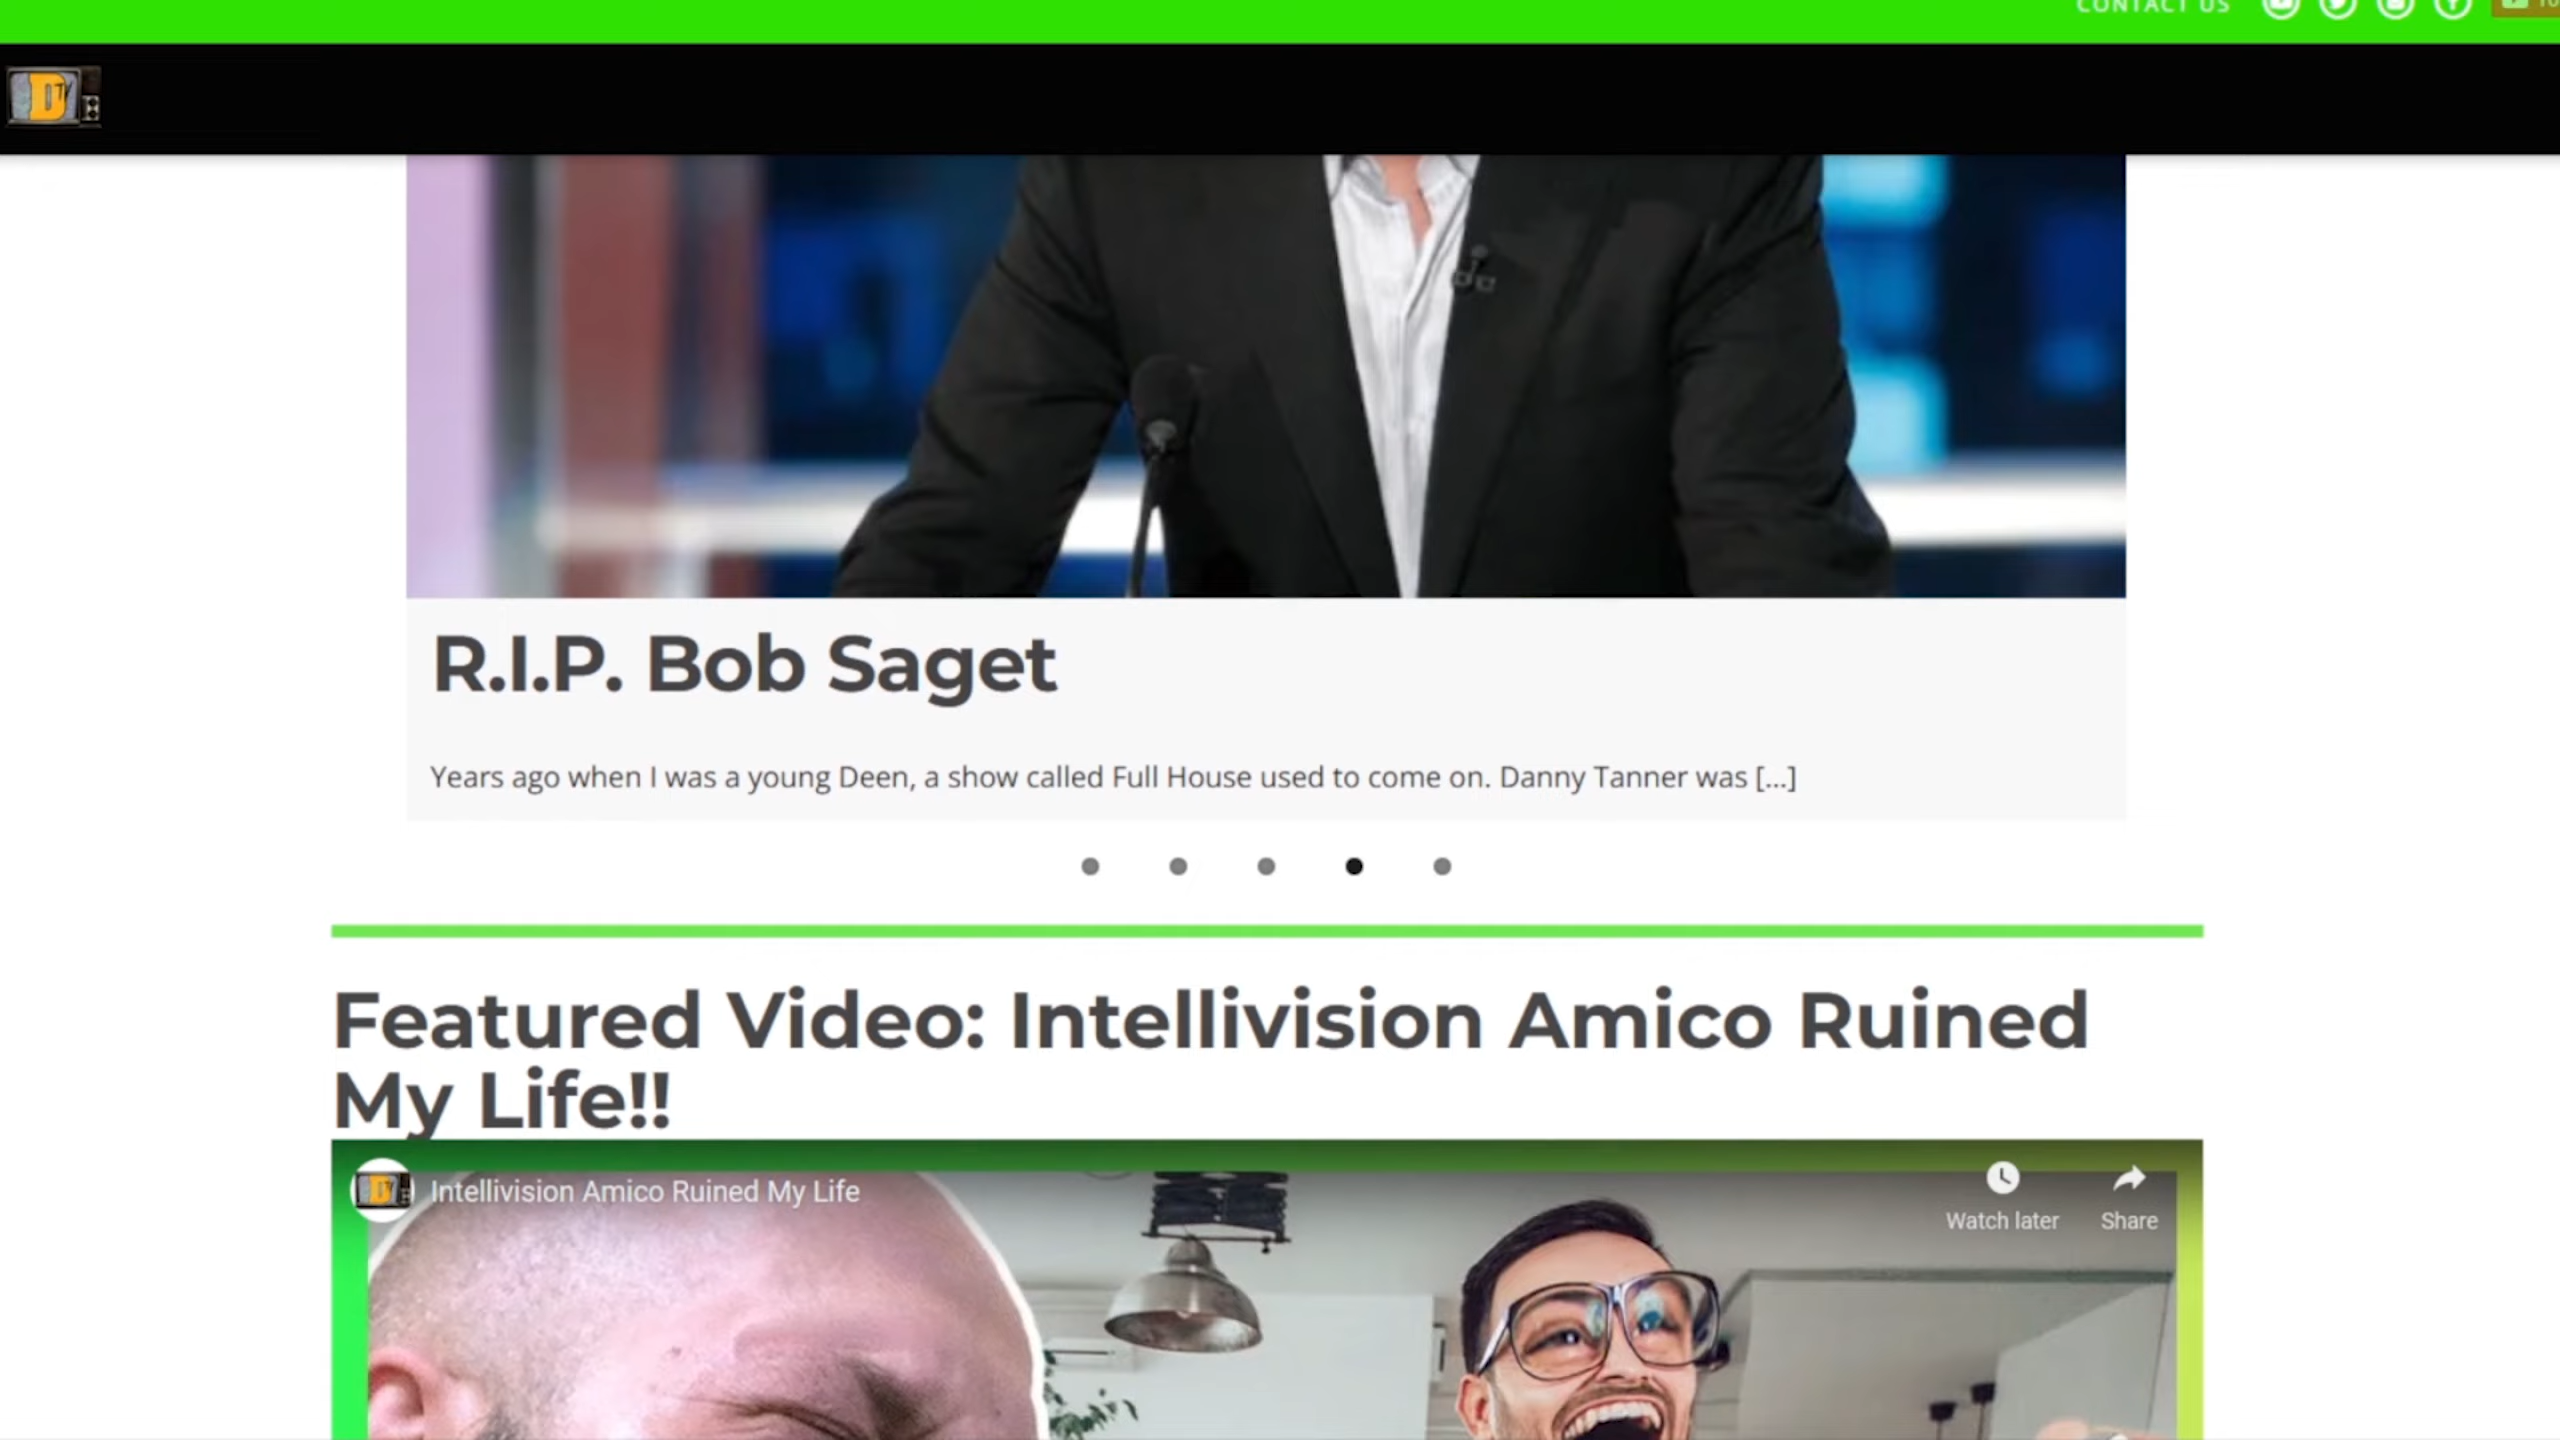 CONTACT US
DTV
R.I.P. Bob Saget
Years ago when I was a young Deen, a show called Full House used to come on. Danny Tanner was [...]
Featured Video: Intellivision Amico Ruined
My Life!!
Intellivision Amico Ruined My Life
Watch later
Share